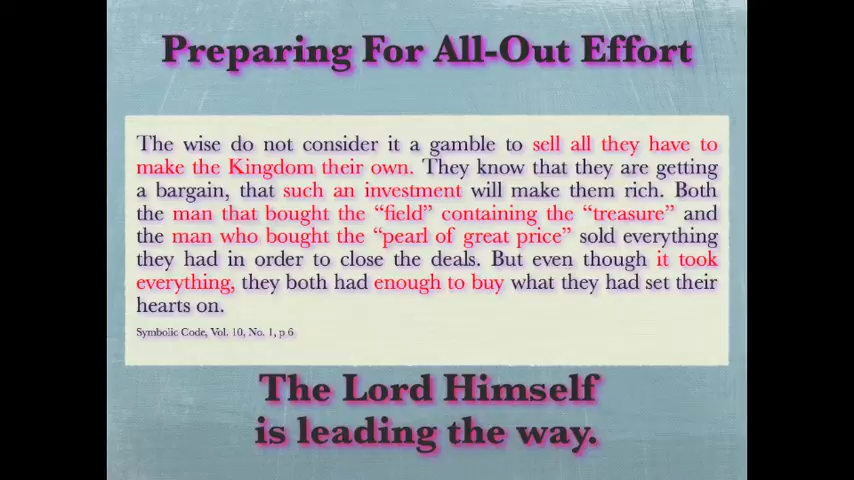 Preparing For All-Out Effort
The wise do not consider it a gamble to sell all they have to
make the Kingdom their own. They know that they are getting
a bargain, that such an investment will make them rich. Both
the man that bought the “field” containing the “treasure” and
the man who bought the “pearl of great price” sold everything
they had in order to close the deals. But even though it took
everything, they both had enough to buy what they had set their
hearts on.
Symbolic Code, Vol. 10, No. 1, p 6
The Lord Himself
is leading the way.